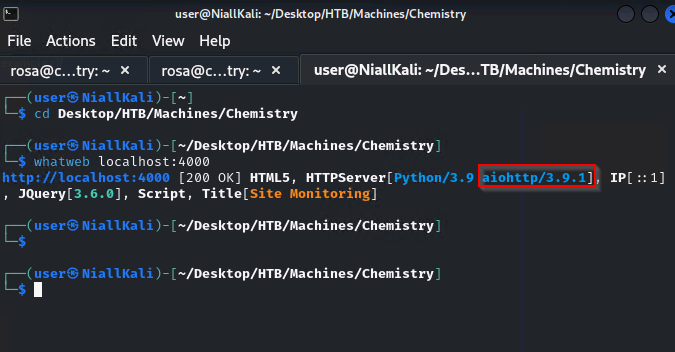 user@NiallKali: ~/Desktop/HTB/Machines/Chemistry
File Actions Edit View Help
rosa@c...try: ~ × rosa@c...try: ~ × user@NiallKali: ~/Des...TB/Machines/Chemistry ×
┌──(user㉿NiallKali)-[~]
└─$ cd Desktop/HTB/Machines/Chemistry
┌──(user㉿NiallKali)-[~/Desktop/HTB/Machines/Chemistry]
└─$ whatweb localhost:4000
http://localhost:4000 [200 OK] HTML5, HTTPServer[Python/3.9 aiohttp/3.9.1], IP[::1]
, JQuery[3.6.0], Script, Title[Site Monitoring]
┌──(user㉿NiallKali)-[~/Desktop/HTB/Machines/Chemistry]
└─$
┌──(user㉿NiallKali)-[~/Desktop/HTB/Machines/Chemistry]
└─$